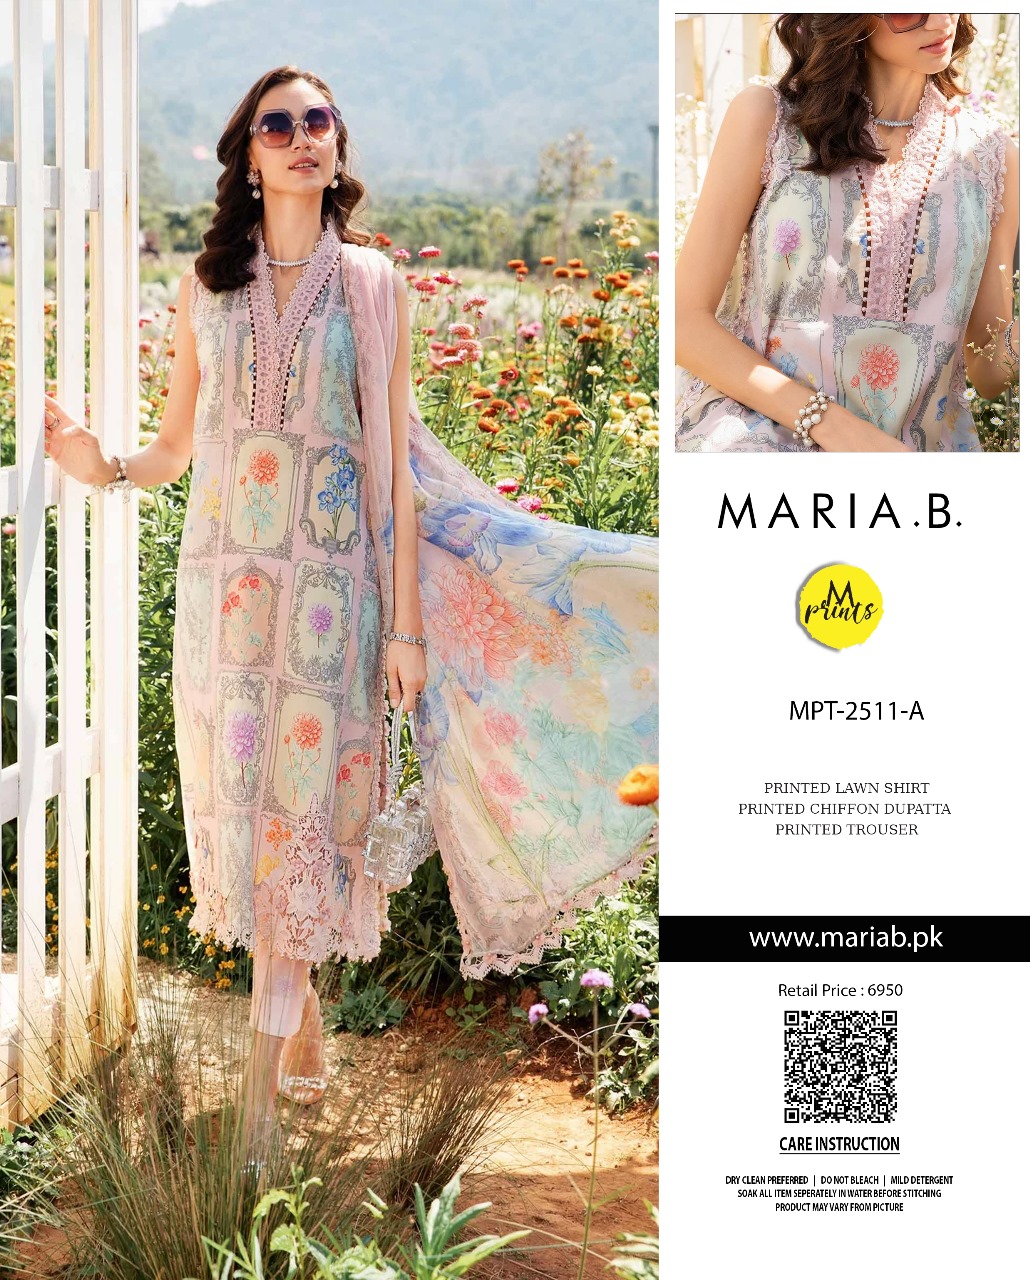 MARIA.B.
M
prints
MPT-2511-A
PRINTED LAWN SHIRT
PRINTED CHIFFON DUPATTA
PRINTED TROUSER
www.mariab.pk
Retail Price : 6950
CARE INSTRUCTION
DRY CLEAN PREFERRED | DO NOT BLEACH | MILD DETERGENT
SOAK ALL ITEM SEPERATELY IN WATER BEFORE STITCHING
PRODUCT MAY VARY FROM PICTURE